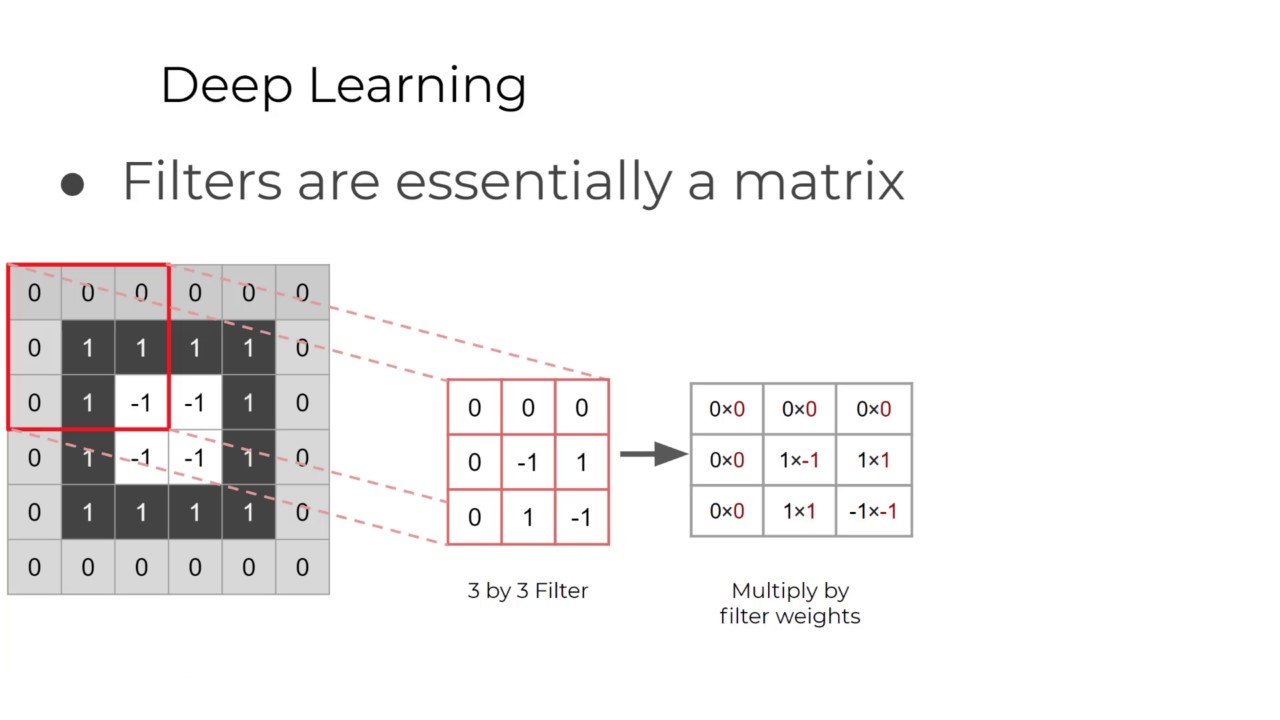 Deep Learning
● Filters are essentially a matrix
0 0 0 0 0 0
0 1 1 1 1 0
0 1 -1 -1 1 0
0 1 -1 -1 1 0
0 1 1 1 1 0
0 0 0 0 0 0
0 0 0
0 -1 1
0 1 -1
3 by 3 Filter
0×0 0×0 0×0
0×0 1×-1 1×1
0×0 1×1 -1×-1
Multiply by
filter weights